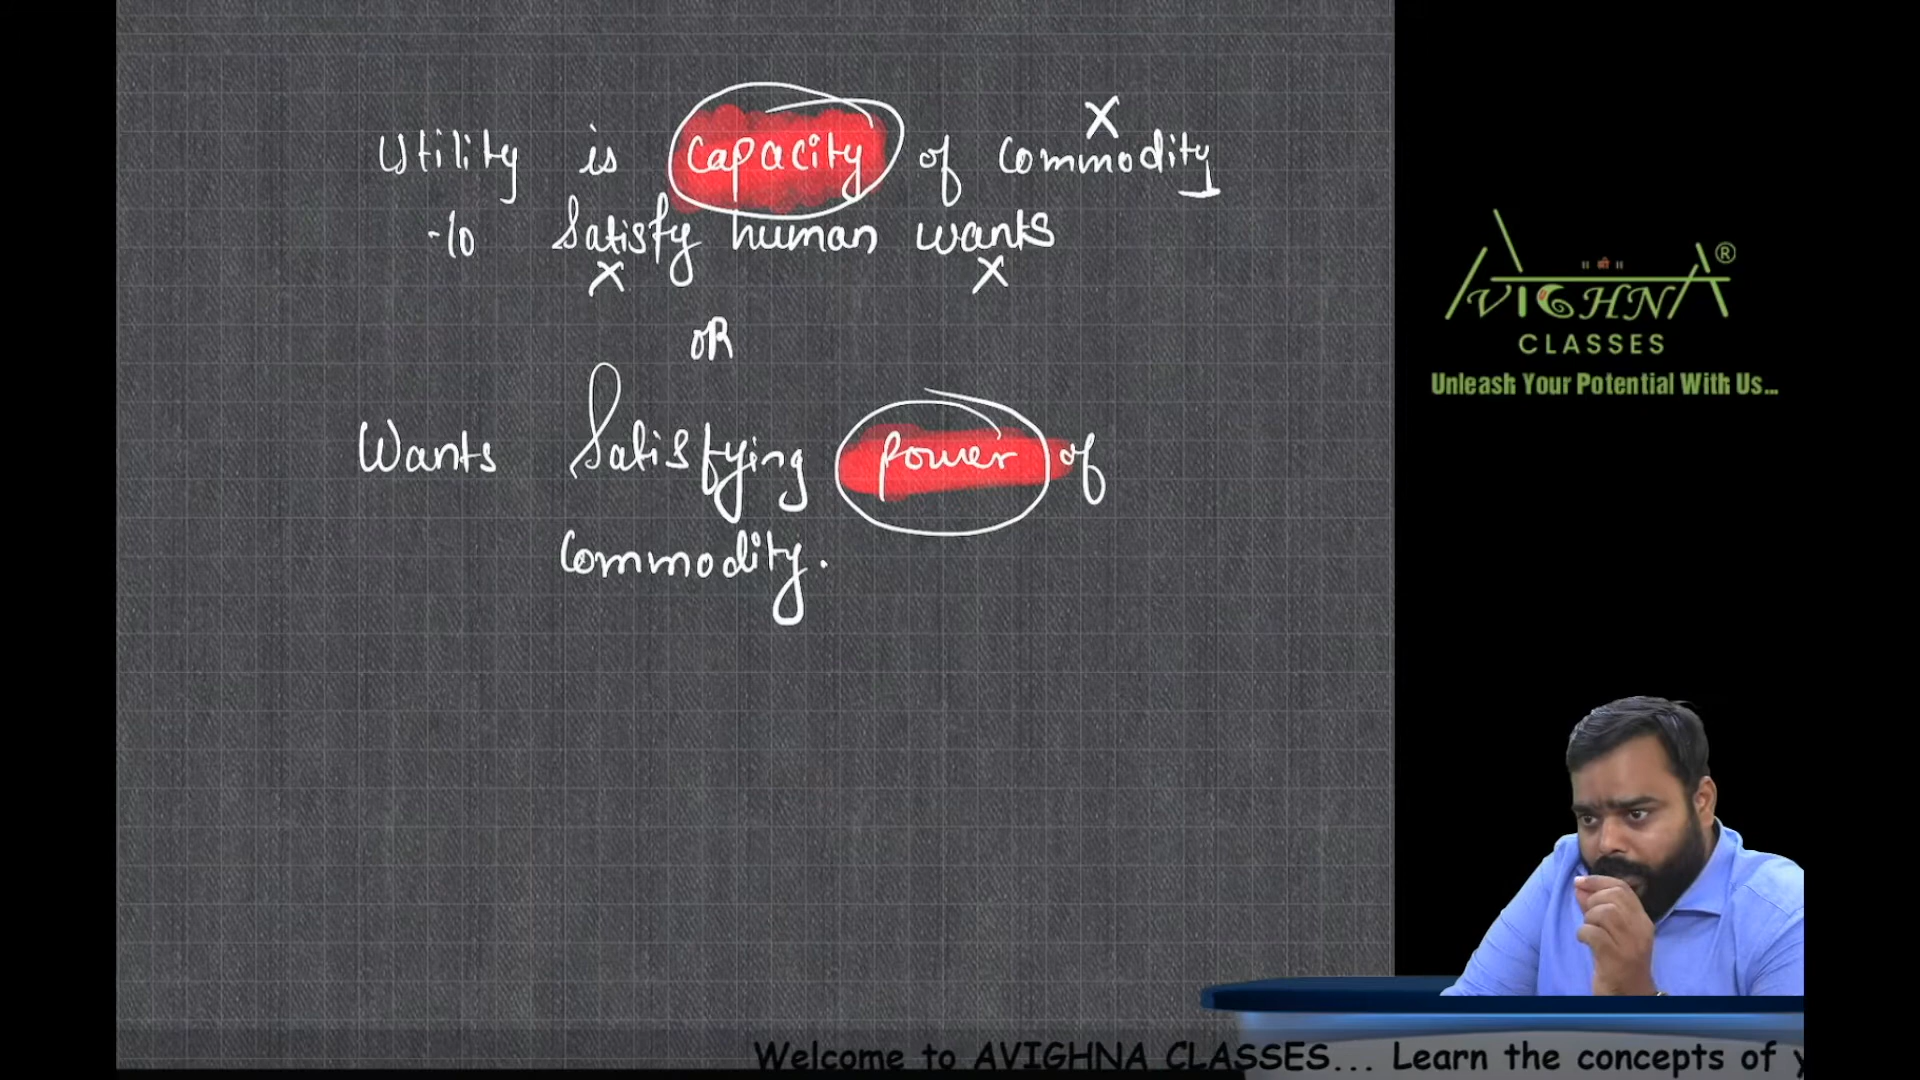 X
Utility is capacity of commodity
to satisfy human wants
X X
OR
Wants satisfying power of
commodity.
॥ श्री ॥
AVIGHNA ®
CLASSES
Unleash Your Potential With Us...
Welcome to AVIGHNA CLASSES... Learn the concepts of y